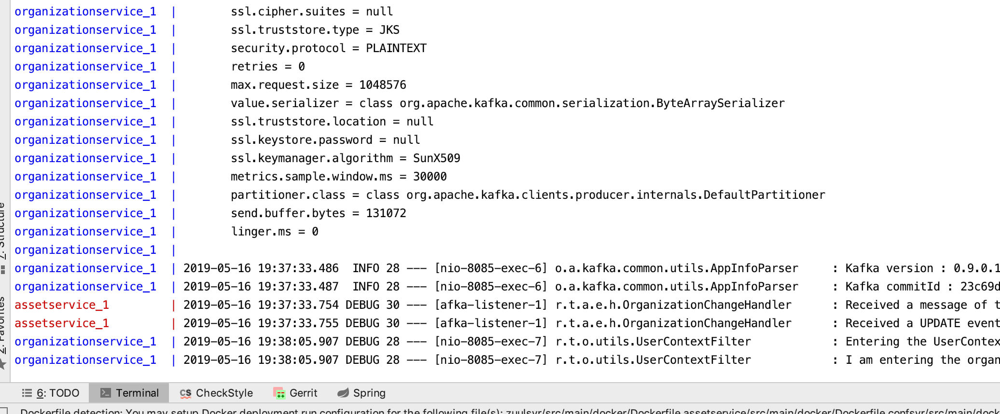 organizationservice_1 | ssl.cipher.suites = null
organizationservice_1 | ssl.truststore.type = JKS
organizationservice_1 | security.protocol = PLAINTEXT
organizationservice_1 | retries = 0
organizationservice_1 | max.request.size = 1048576
organizationservice_1 | value.serializer = class org.apache.kafka.common.serialization.ByteArraySerializer
organizationservice_1 | ssl.truststore.location = null
organizationservice_1 | ssl.keystore.password = null
organizationservice_1 | ssl.keymanager.algorithm = SunX509
organizationservice_1 | metrics.sample.window.ms = 30000
organizationservice_1 | partitioner.class = class org.apache.kafka.clients.producer.internals.DefaultPartitioner
organizationservice_1 | send.buffer.bytes = 131072
organizationservice_1 | linger.ms = 0
organizationservice_1 |
organizationservice_1 | 2019-05-16 19:37:33.486 INFO 28 --- [nio-8085-exec-6] o.a.kafka.common.utils.AppInfoParser : Kafka version : 0.9.0.1
organizationservice_1 | 2019-05-16 19:37:33.487 INFO 28 --- [nio-8085-exec-6] o.a.kafka.common.utils.AppInfoParser : Kafka commitId : 23c69d
assetservice_1 | 2019-05-16 19:37:33.754 DEBUG 30 --- [afka-listener-1] r.t.a.e.h.OrganizationChangeHandler : Received a message of t
assetservice_1 | 2019-05-16 19:37:33.755 DEBUG 30 --- [afka-listener-1] r.t.a.e.h.OrganizationChangeHandler : Received a UPDATE event
organizationservice_1 | 2019-05-16 19:38:05.907 DEBUG 28 --- [nio-8085-exec-7] r.t.o.utils.UserContextFilter : Entering the UserContex
organizationservice_1 | 2019-05-16 19:38:05.907 DEBUG 28 --- [nio-8085-exec-7] r.t.o.utils.UserContextFilter : I am entering the organ
7: Structure
2: Favorites
6: TODO Terminal CheckStyle Gerrit Spring
Dockerfile detection: You may setup Docker deployment run configuration for the following file(s): zuulsvr/src/main/docker/Dockerfile assetservice/src/main/docker/Dockerfile confsvr/src/main/dock